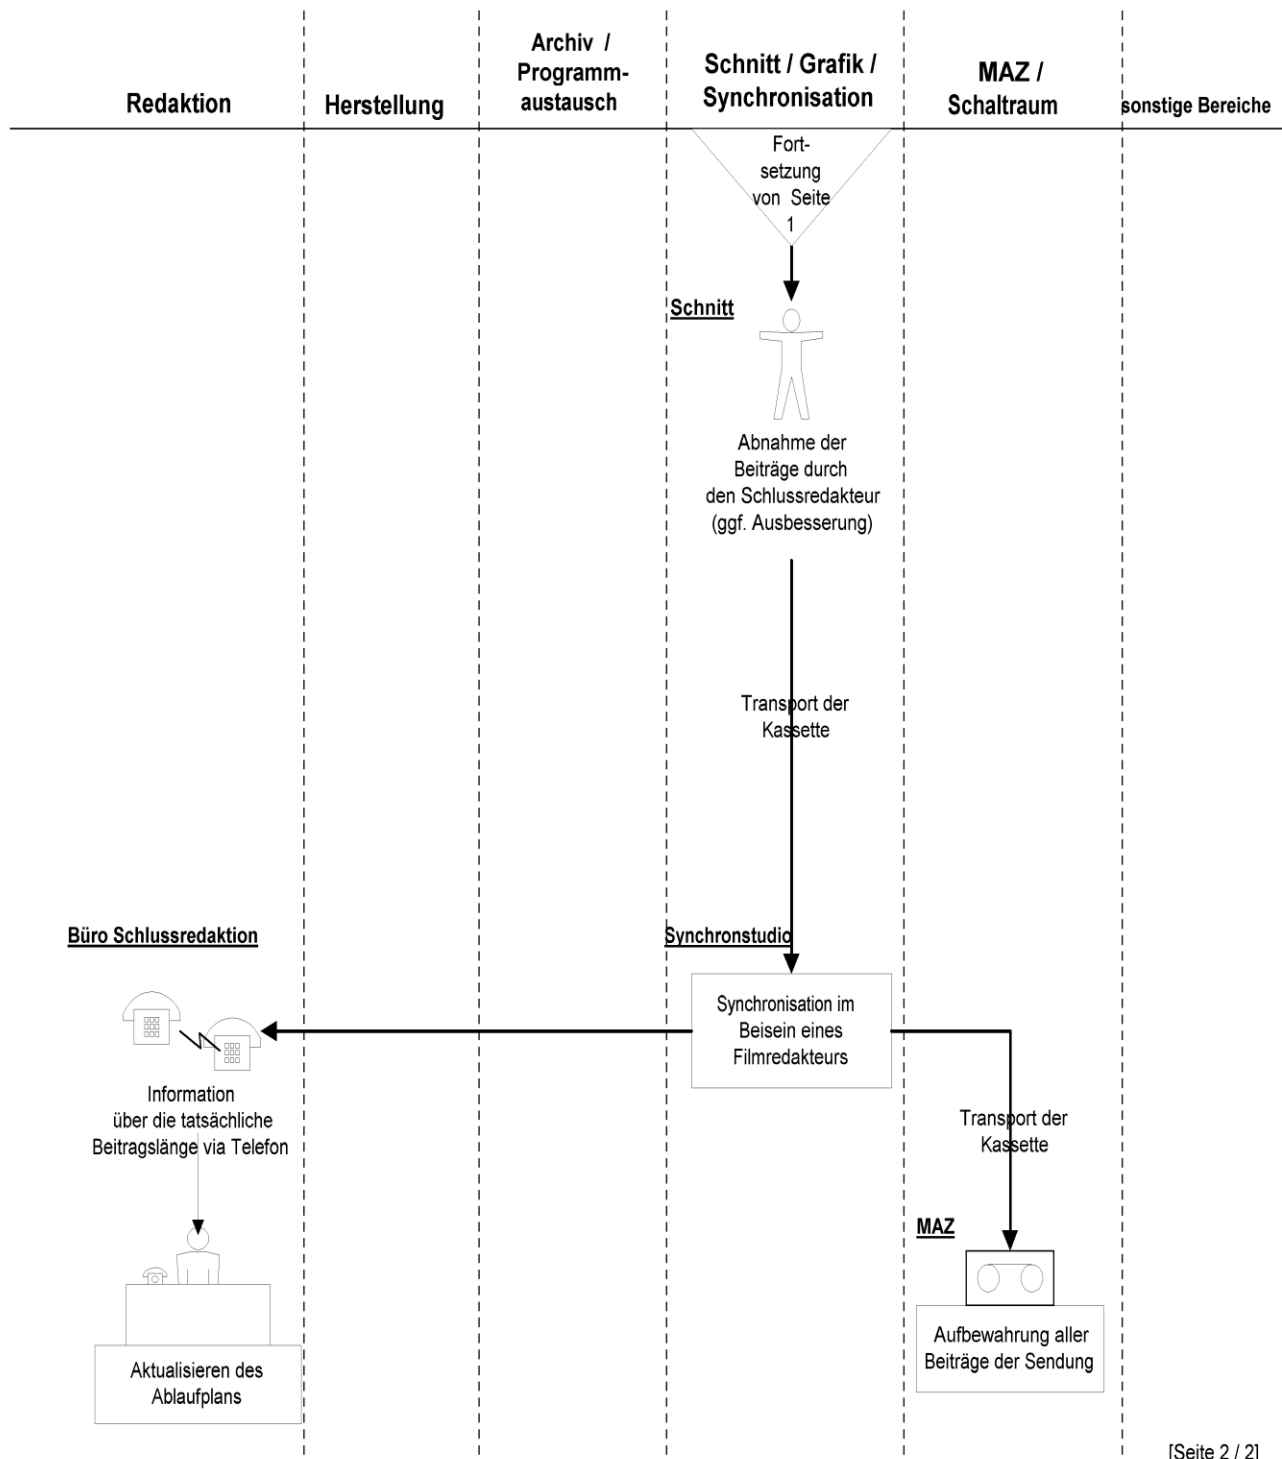 Redaktion
Herstellung
Archiv /
Programm-
austausch
Schnitt / Grafik /
Synchronisation
MAZ /
Schaltraum
sonstige Bereiche
Fort-
setzung
von Seite
1
Schnitt
Abnahme der
Beiträge durch
den Schlussredakteur
(ggf. Ausbesserung)
Transport der
Kassette
Büro Schlussredaktion
Synchronstudio
Synchronisation im
Beisein eines
Filmredakteurs
Information
über die tatsächliche
Beitragslänge via Telefon
Transport der
Kassette
MAZ
Aufbewahrung aller
Beiträge der Sendung
Aktualisieren des
Ablaufplans
[Seite 2 / 2]